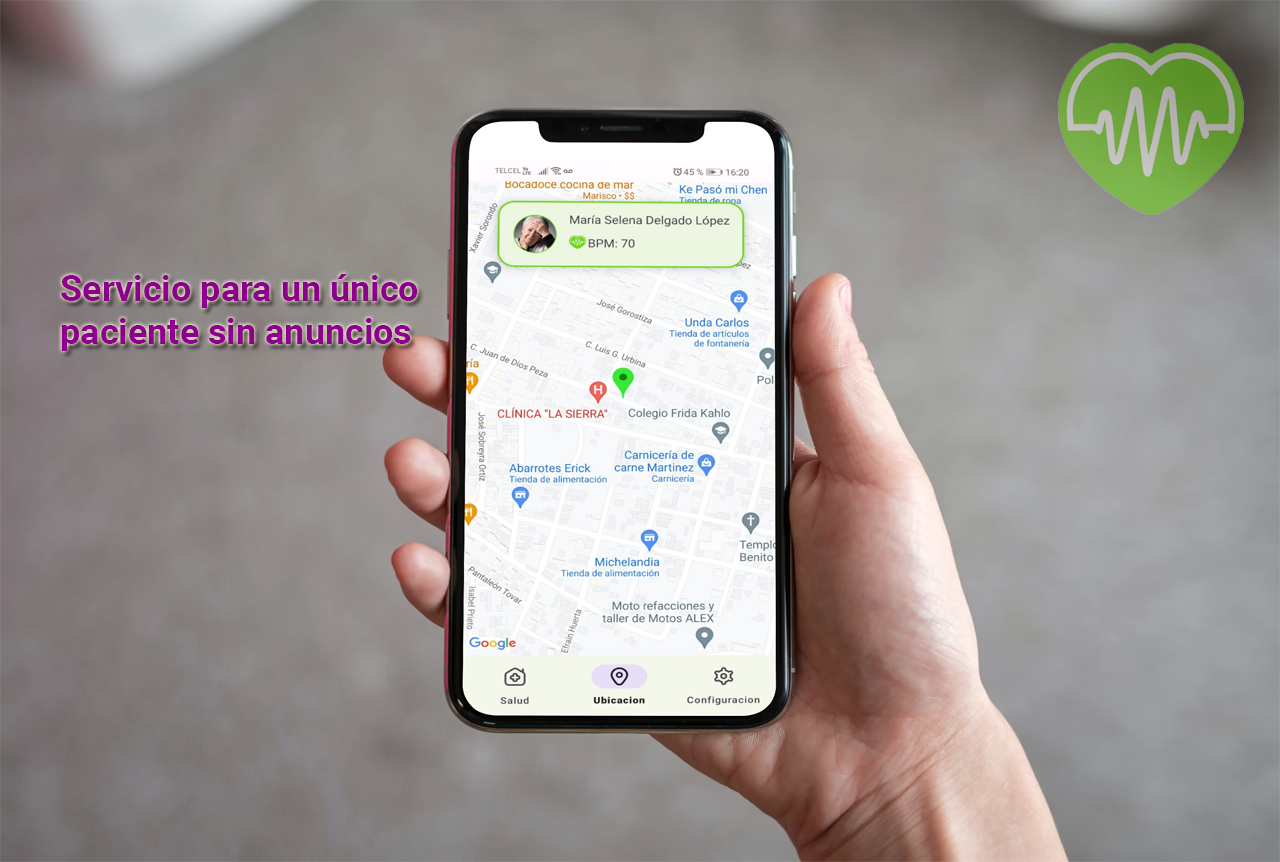 Servicio para un único
paciente sin anuncios
TELCEL
45 %
16:20
Bocadoce cocina de mar
Marisco • $$
Ke Pasó mi Chen
Tienda de ropa
Xavier Sorondo
María Selena Delgado López
BPM: 70
José Gorostiza
Unda Carlos
Tienda de artículos
de fontanería
C. Luis G. Urbina
C. Juan de Dios Peza
Pol
ría
H
CLÍNICA "LA SIERRA"
Colegio Frida Kahlo
José Sobreyra Ortiz
Carnicería de
carne Martinez
Carnicería
Abarrotes Erick
Tienda de alimentación
Templo
Benito
Michelandia
Tienda de alimentación
Pantaleón Tovar
Isabel Prieto
Efraín Huerta
Moto refacciones y
taller de Motos ALEX
Google
Salud
Ubicacion
Configuracion